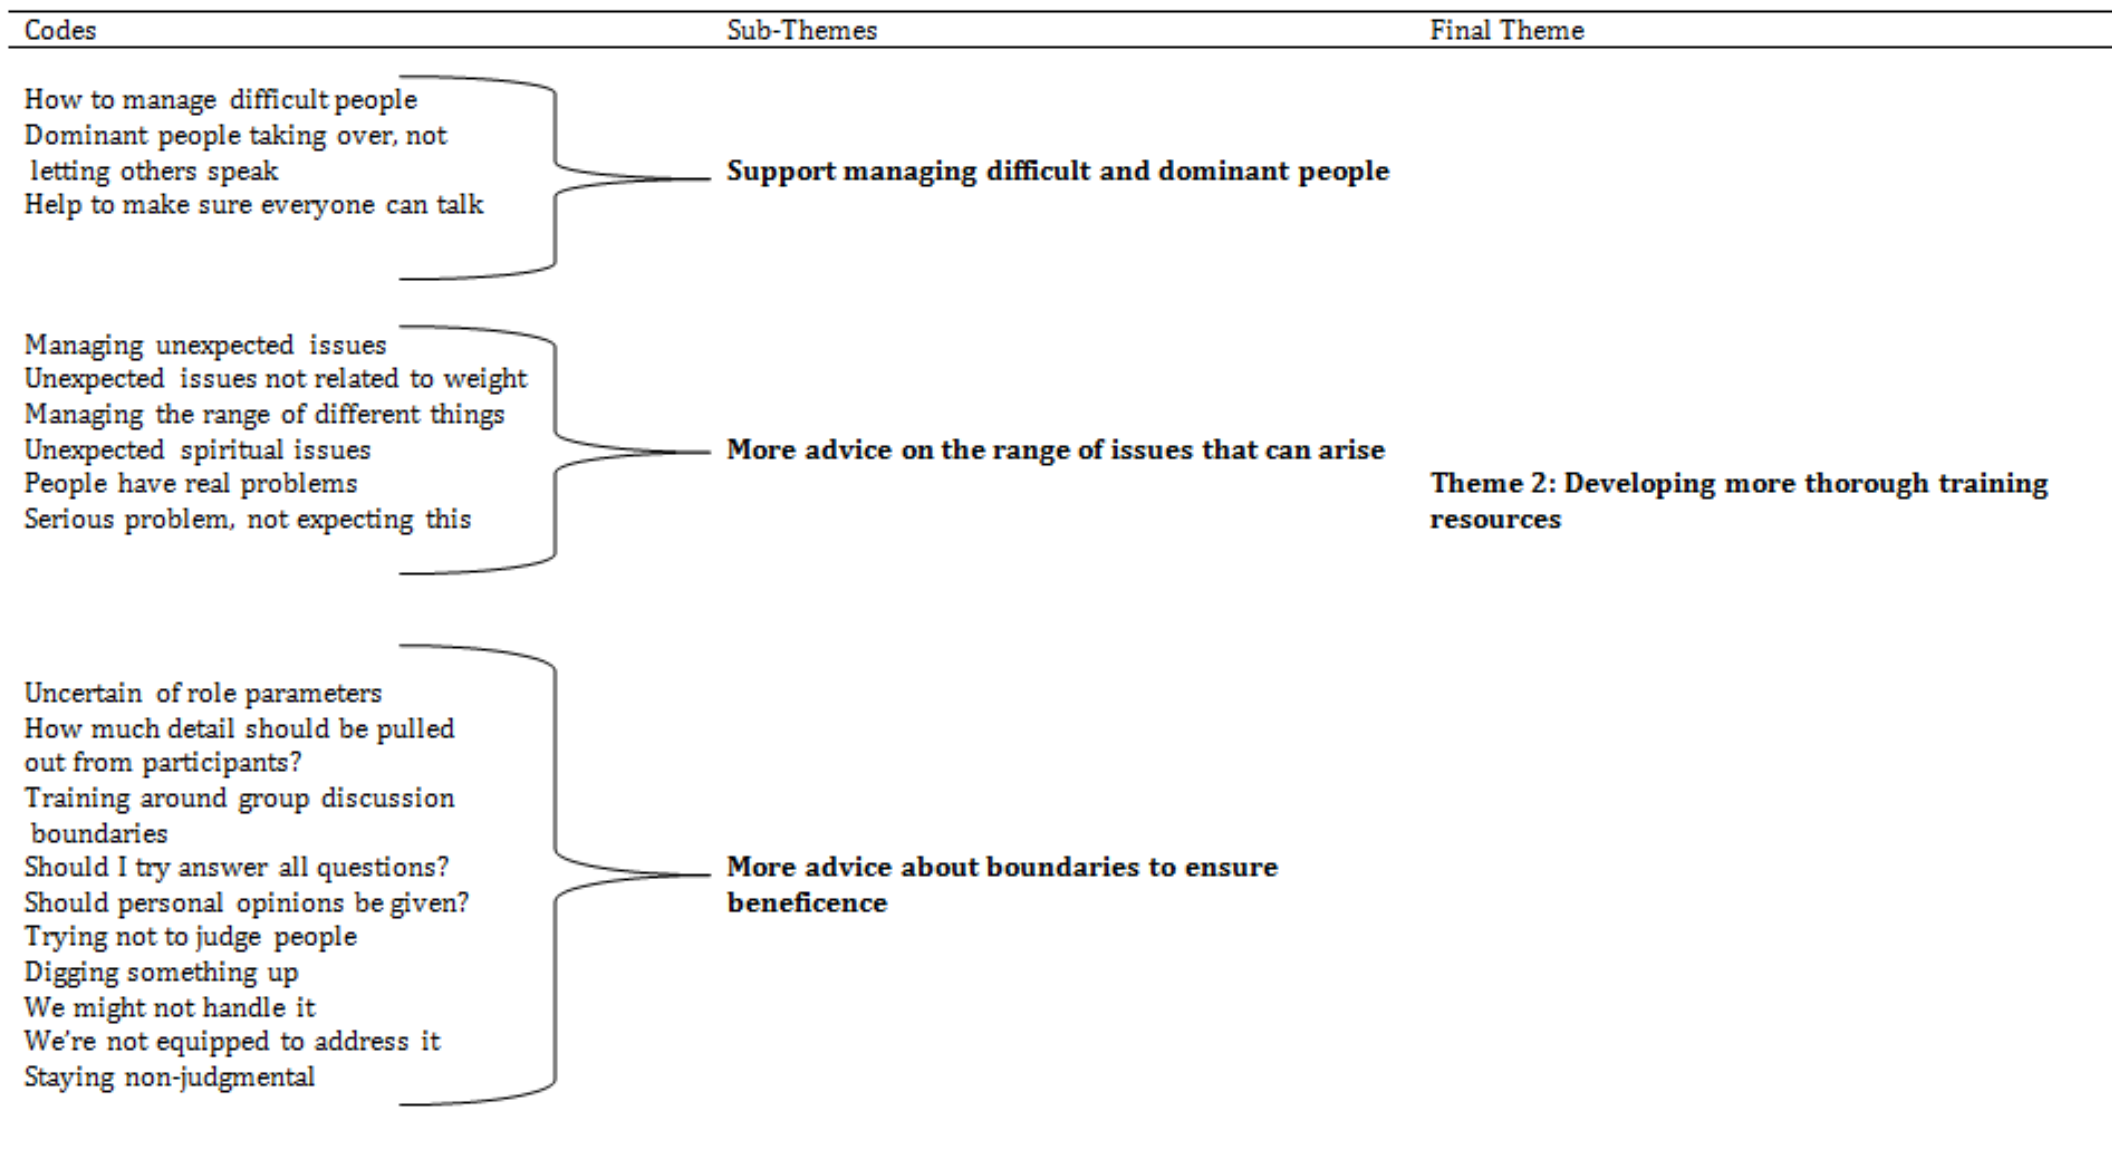 Codes
Sub-Themes
Final Theme
How to manage difficult people
Dominant people taking over, not
letting others speak
Help to make sure everyone can talk
Support managing difficult and dominant people
Managing unexpected issues
Unexpected issues not related to weight
Managing the range of different things
Unexpected spiritual issues
People have real problems
Serious problem, not expecting this
More advice on the range of issues that can arise
Theme 2: Developing more thorough training
resources
Uncertain of role parameters
How much detail should be pulled
out from participants?
Training around group discussion
boundaries
Should I try answer all questions?
Should personal opinions be given?
Trying not to judge people
Digging something up
We might not handle it
We're not equipped to address it
Staying non-judgmental
More advice about boundaries to ensure
beneficence